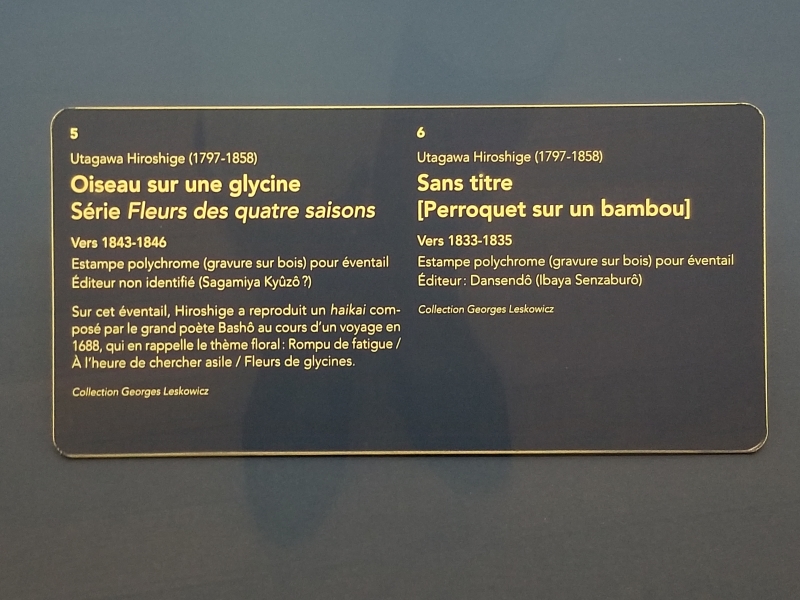 5
Utagawa Hiroshige (1797-1858)
Oiseau sur une glycine
Série Fleurs des quatre saisons
Vers 1843-1846
Estampe polychrome (gravure sur bois) pour éventail
Éditeur non identifié (Sagamiya Kyûzô ?)
Sur cet éventail, Hiroshige a reproduit un haikai com-
posé par le grand poète Bashô au cours d'un voyage en
1688, qui en rappelle le thème floral : Rompu de fatigue /
À l'heure de chercher asile / Fleurs de glycines.
Collection Georges Leskowicz
6
Utagawa Hiroshige (1797-1858)
Sans titre
[Perroquet sur un bambou]
Vers 1833-1835
Estampe polychrome (gravure sur bois) pour éventail
Éditeur : Dansendô (Ibaya Senzaburô)
Collection Georges Leskowicz